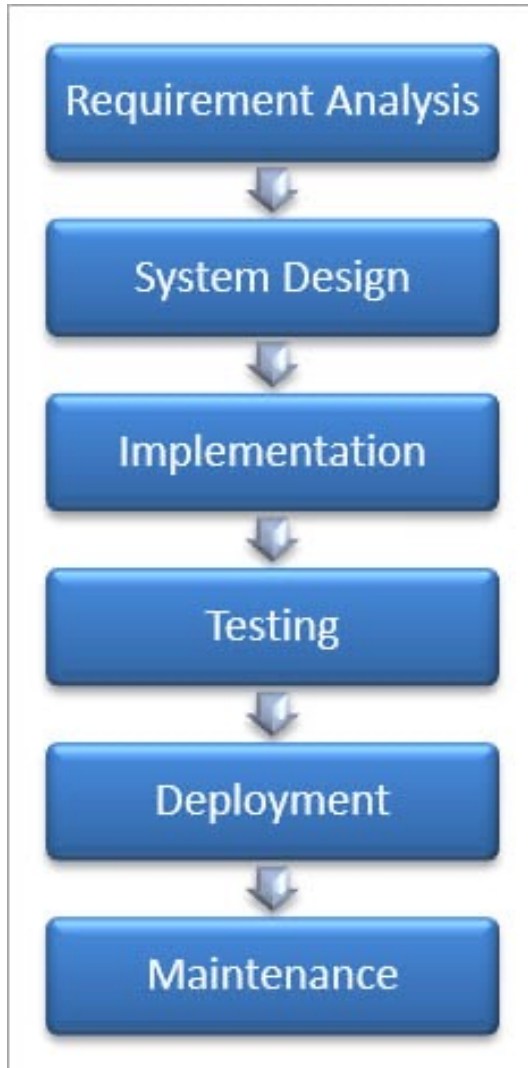 Requirement Analysis
System Design
Implementation
Testing
Deployment
Maintenance